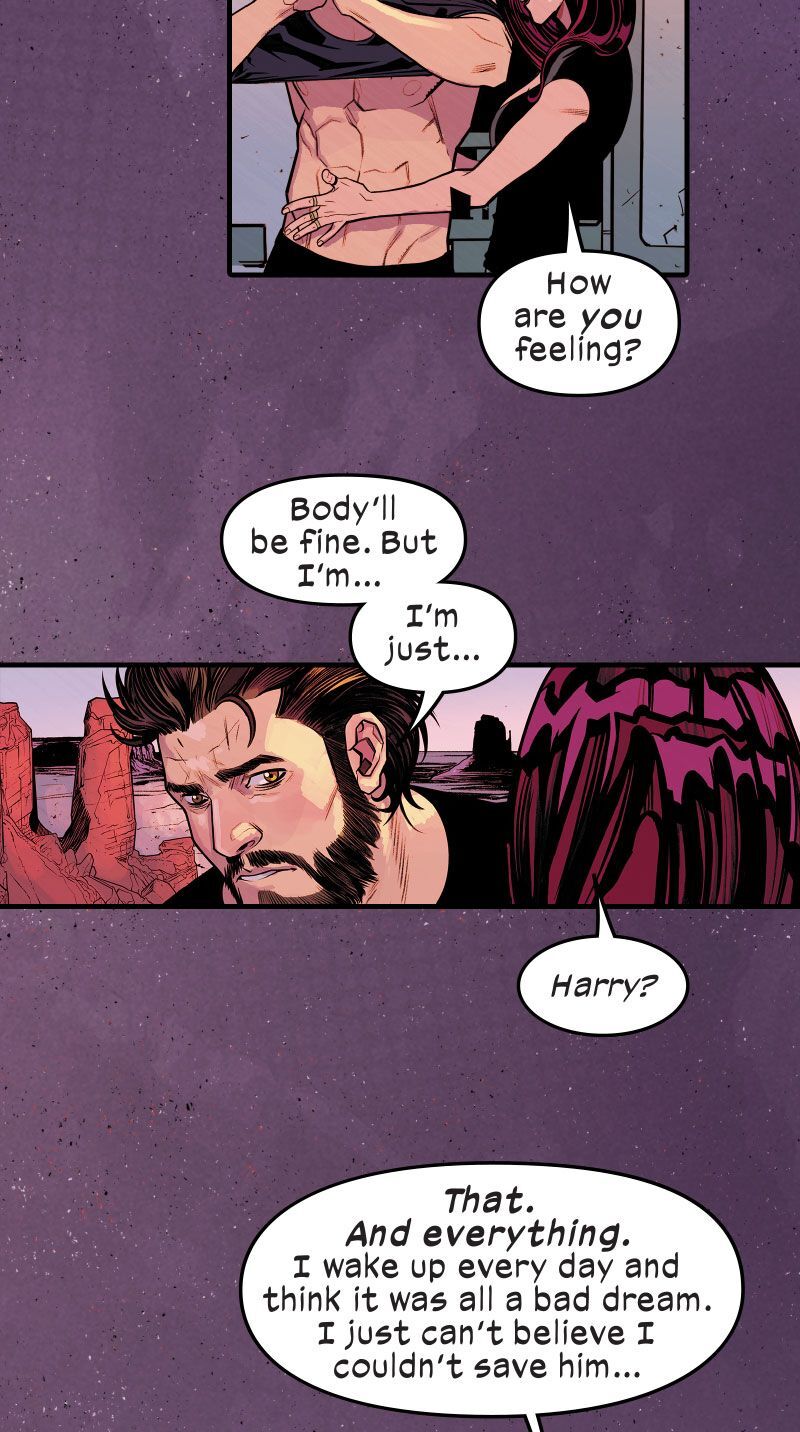 How
are you
feeling?
Body'll
be fine. But
I'm...
I'm
just...
Harry?
That.
And everything.
I wake up every day and
think it was all a bad dream.
I just can't believe I
couldn't save him...